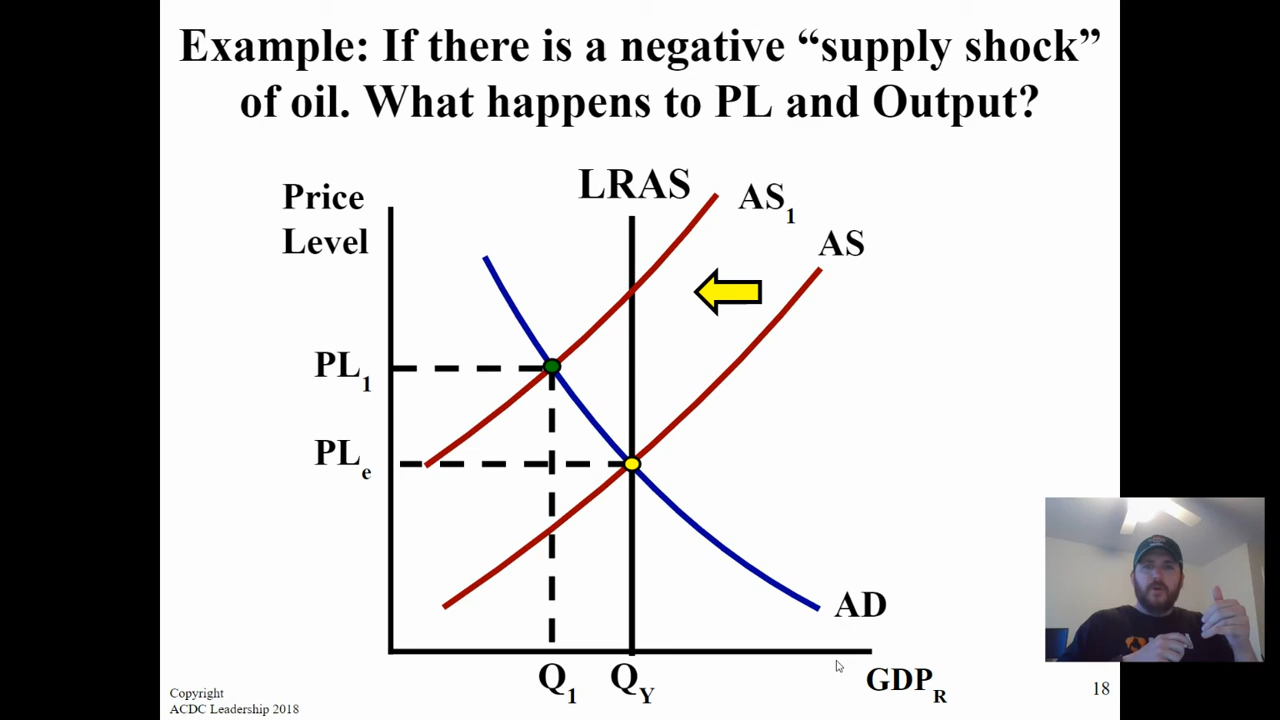 Example: If there is a negative “supply shock”
of oil. What happens to PL and Output?
Price
Level
LRAS
AS1
AS
PL1
PLe
AD
Q1
QY
GDPR
Copyright
ACDC Leadership 2018
18